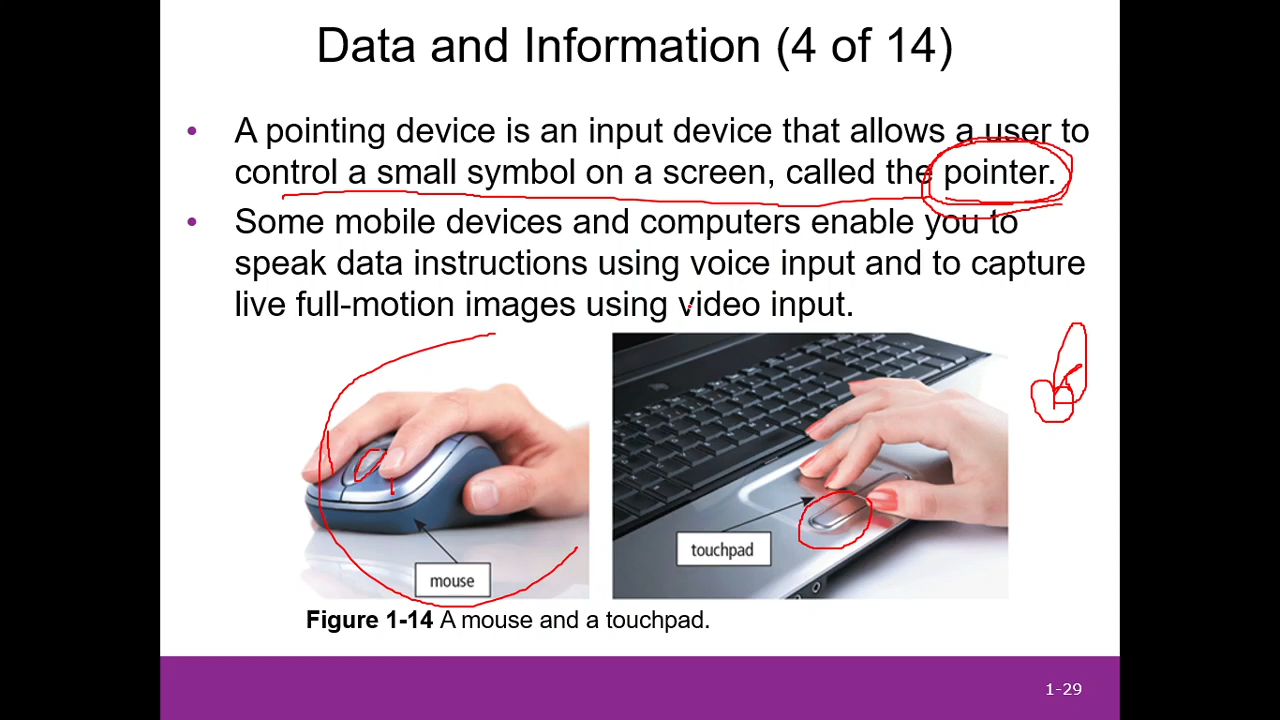 Data and Information (4 of 14)
• A pointing device is an input device that allows a user to
control a small symbol on a screen, called the pointer.
• Some mobile devices and computers enable you to
speak data instructions using voice input and to capture
live full-motion images using video input.
mouse
touchpad
Figure 1-14 A mouse and a touchpad.
1-29